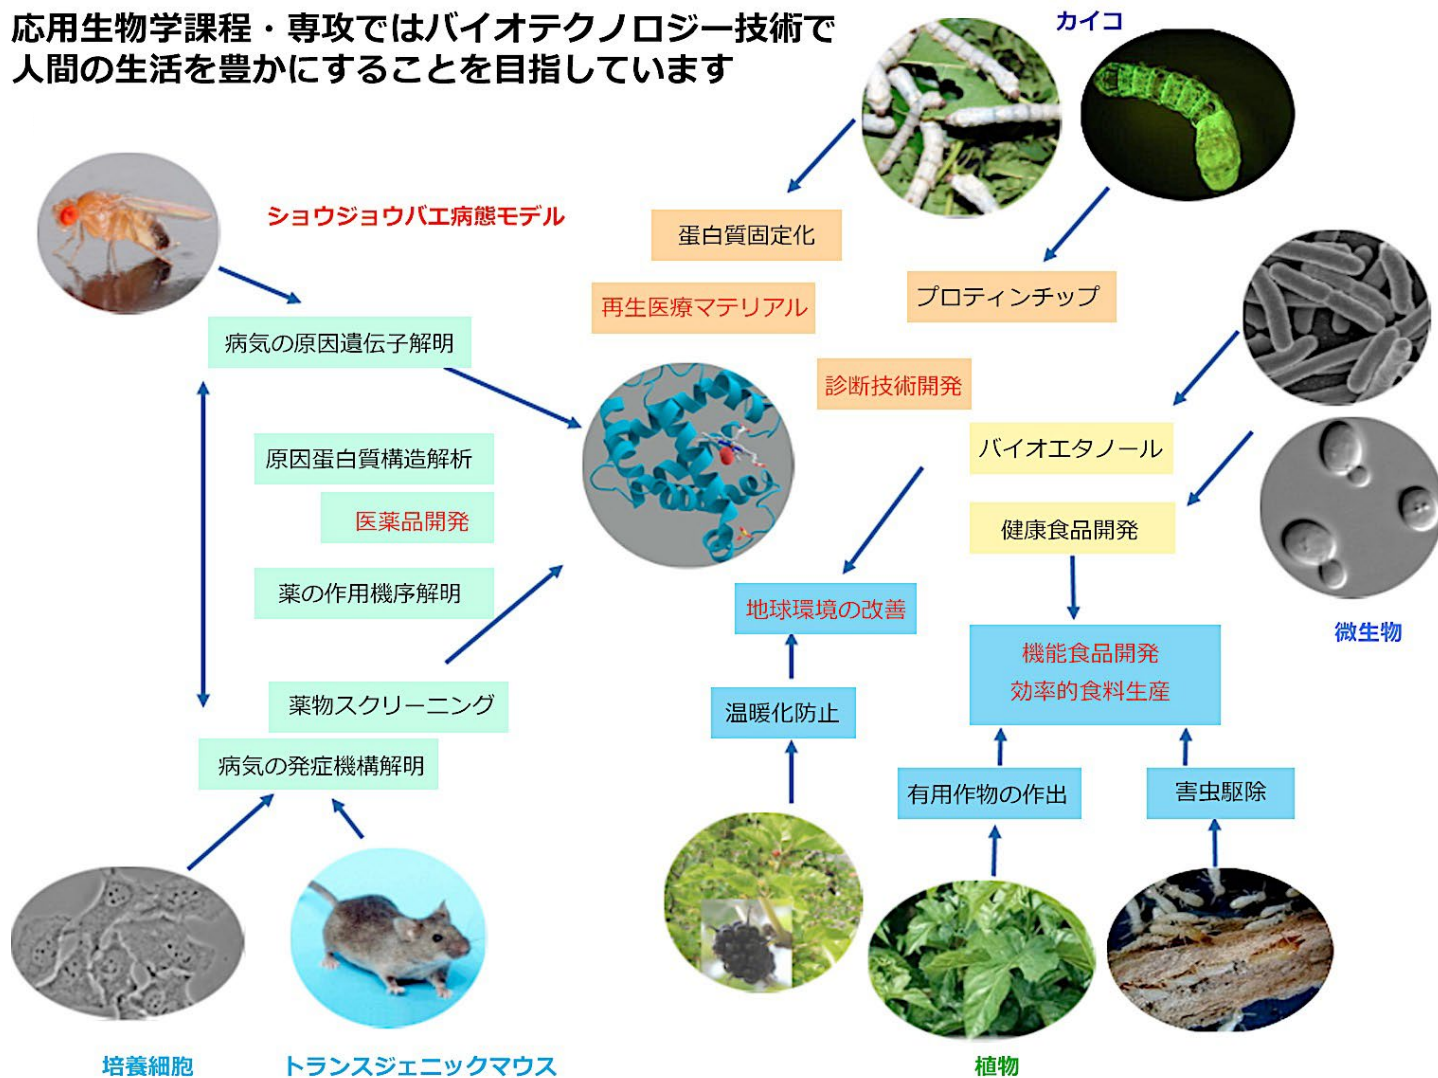 応用生物学課程・専攻ではバイオテクノロジー技術で
人間の生活を豊かにすることを目指しています
カイコ
ショウジョウバエ病態モデル
蛋白質固定化
再生医療マテリアル
プロティンチップ
病気の原因遺伝子解明
診断技術開発
原因蛋白質構造解析
バイオエタノール
医薬品開発
健康食品開発
薬の作用機序解明
地球環境の改善
微生物
機能食品開発
効率的食料生産
薬物スクリーニング
温暖化防止
病気の発症機構解明
有用作物の作出
害虫駆除
培養細胞
トランスジェニックマウス
植物